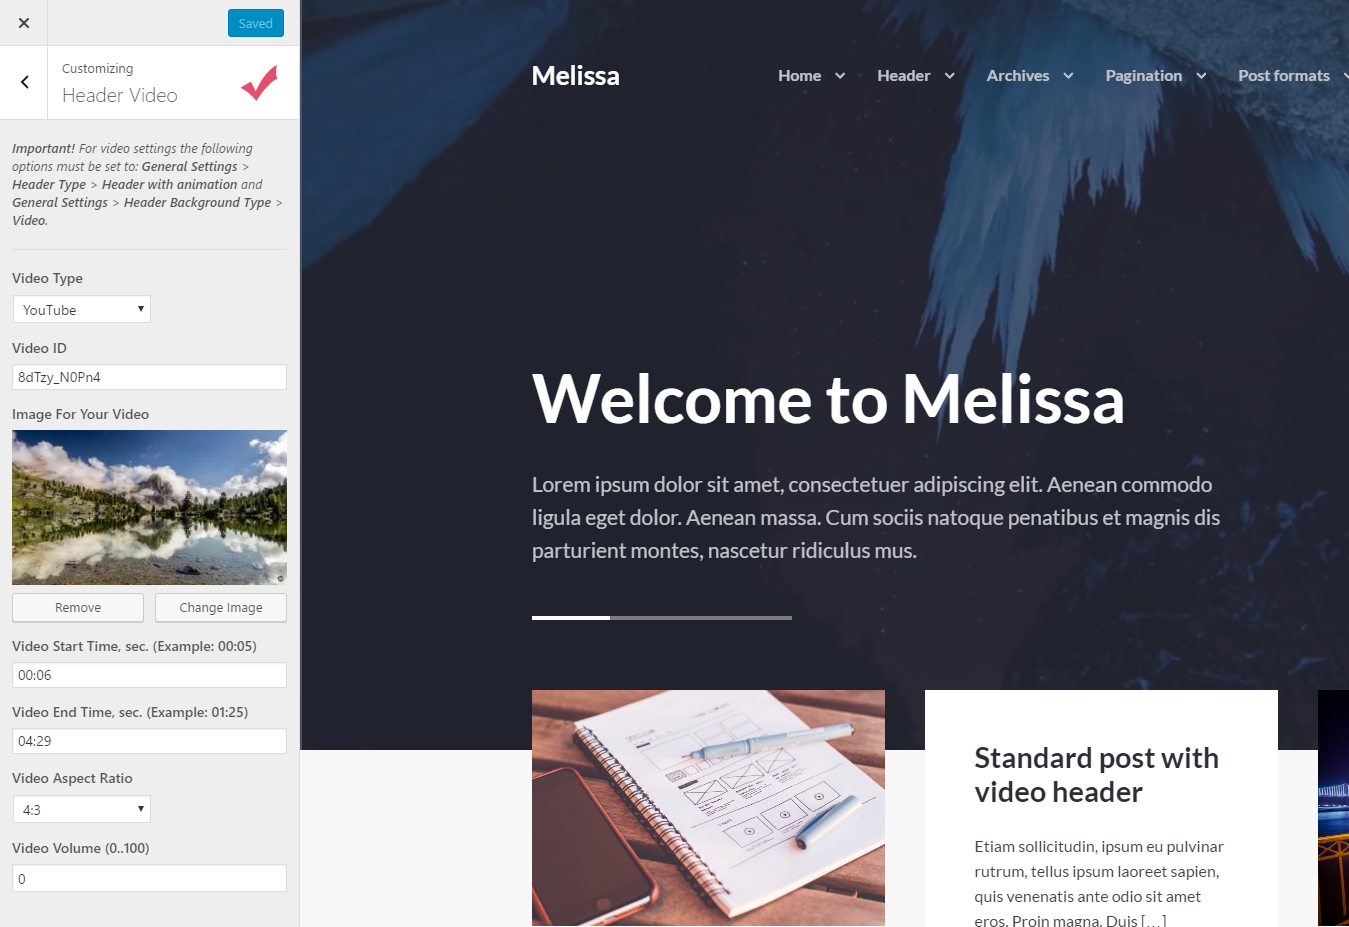 Saved
Customizing
Header Video
Important! For video settings the following
options must be set to: General Settings >
Header Type > Header with animation and
General Settings > Header Background Type >
Video.
Video Type
YouTube
Video ID
8dTzy_N0Pn4
Image For Your Video
Remove
Change Image
Video Start Time, sec. (Example: 00:05)
00:06
Video End Time, sec. (Example: 01:25)
04:29
Video Aspect Ratio
4:3
Video Volume (0..100)
0
Melissa
Home
Header
Archives
Pagination
Post formats
Welcome to Melissa
Lorem ipsum dolor sit amet, consectetuer adipiscing elit. Aenean commodo
ligula eget dolor. Aenean massa. Cum sociis natoque penatibus et magnis dis
parturient montes, nascetur ridiculus mus.
Standard post with
video header
Etiam sollicitudin, ipsum eu pulvinar
rutrum, tellus ipsum laoreet sapien,
quis venenatis ante odio sit amet
eros. Proin magna. Duis […]